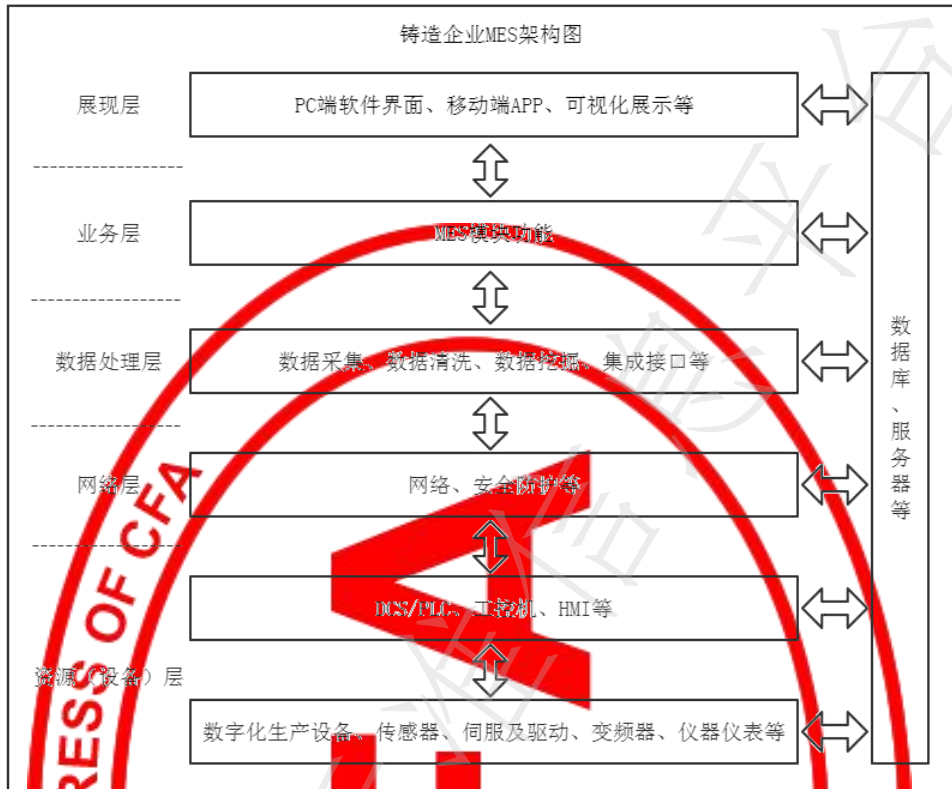 铸造企业MES架构图
展现层
PC端软件界面、移动端APP、可视化展示等
业务层
MES模块功能
数据处理层
数据采集、数据清洗、数据挖掘、集成接口等
网络层
网络、安全防护等
DCS/PLC、工控机、HMI等
资源（设备）层
数字化生产设备、传感器、伺服及驱动、变频器、仪器仪表等
数据库、服务器等
RESS OF CFA